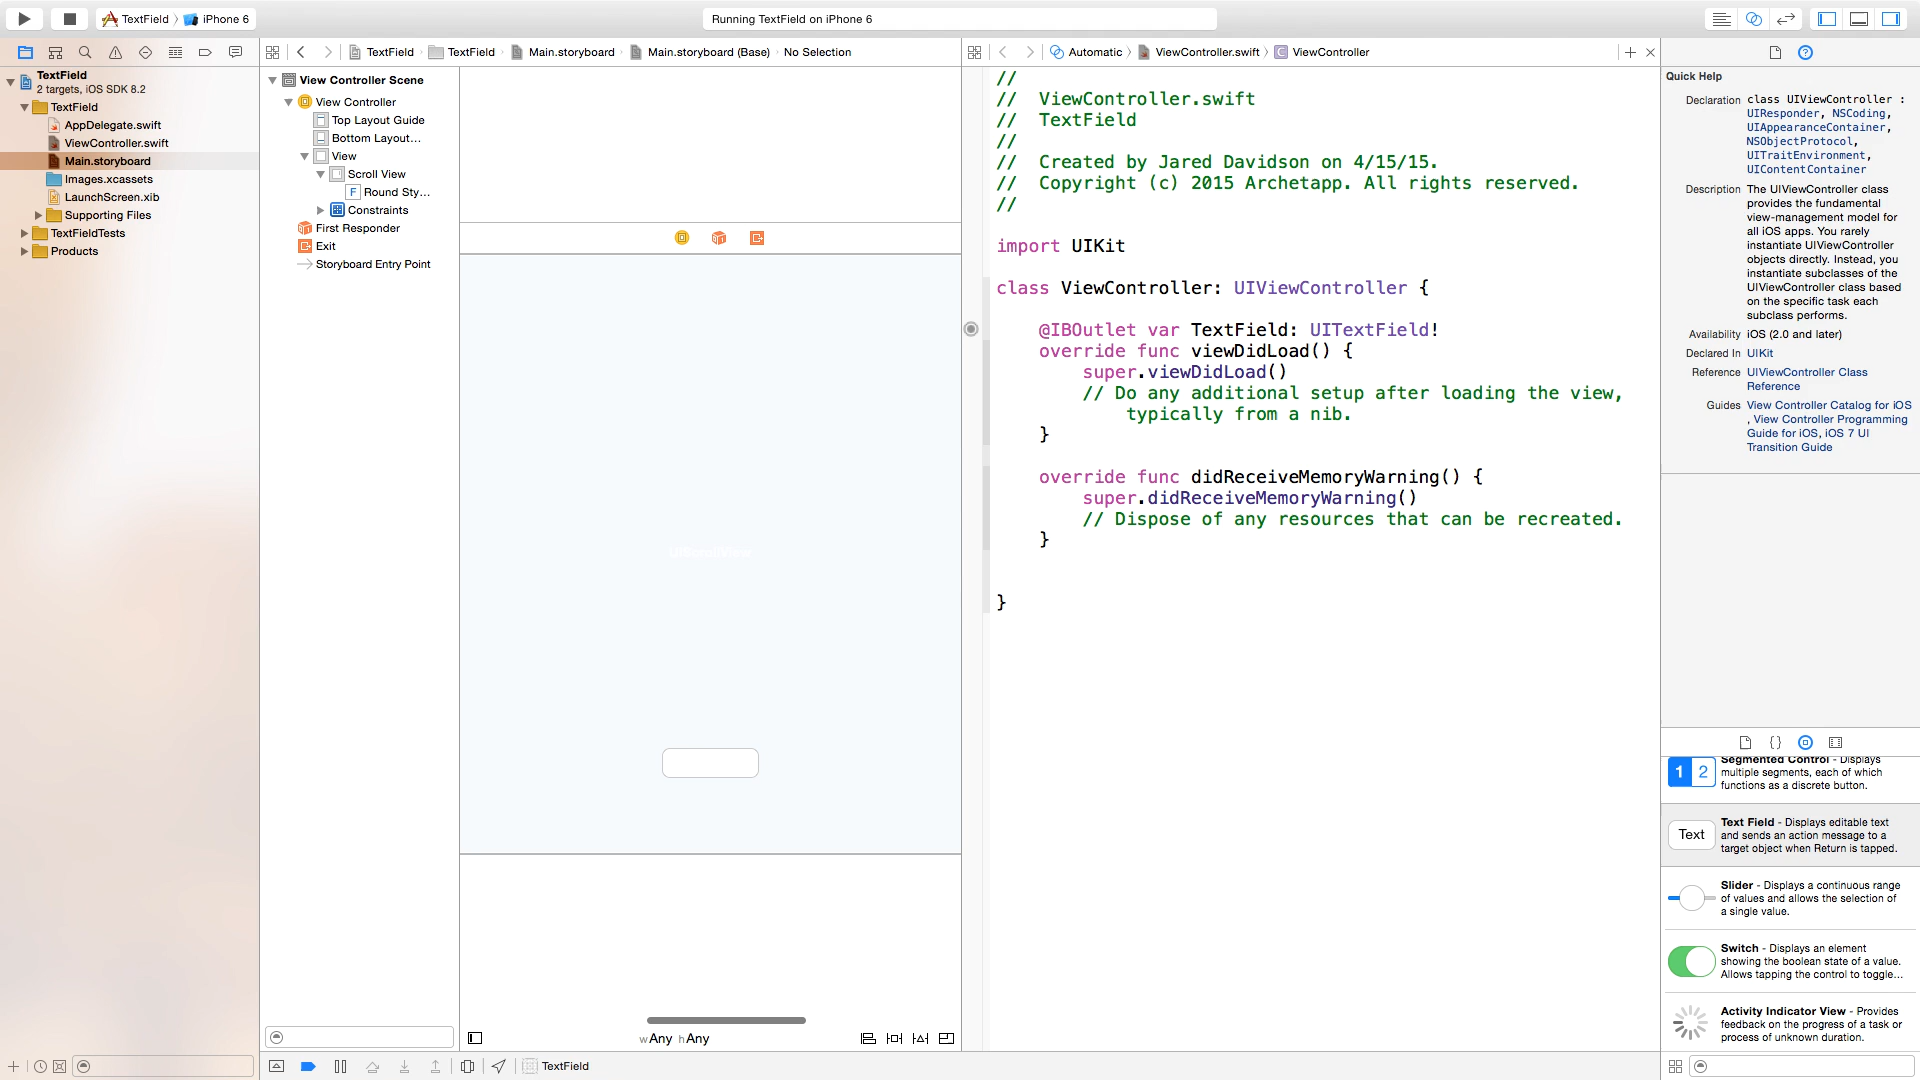 TextField
iPhone 6
Running TextField on iPhone 6
TextField
TextField
Main.storyboard
Main.storyboard (Base)
No Selection
Automatic
ViewController.swift
ViewController
TextField
2 targets, iOS SDK 8.2
TextField
AppDelegate.swift
ViewController.swift
Main.storyboard
Images.xcassets
LaunchScreen.xib
Supporting Files
TextFieldTests
Products
View Controller Scene
View Controller
Top Layout Guide
Bottom Layout...
View
Scroll View
F Round Sty...
Constraints
First Responder
Exit
Storyboard Entry Point
UIScrollView
wAny hAny
TextField
//
// ViewController.swift
// TextField
//
// Created by Jared Davidson on 4/15/15.
// Copyright (c) 2015 Archetapp. All rights reserved.
//
import UIKit
class ViewController: UIViewController {
@IBOutlet var TextField: UITextField!
override func viewDidLoad() {
super.viewDidLoad()
// Do any additional setup after loading the view,
typically from a nib.
}
override func didReceiveMemoryWarning() {
super.didReceiveMemoryWarning()
// Dispose of any resources that can be recreated.
}
}
Quick Help
Declaration class UIViewController :
UIResponder, NSCoding,
UIAppearanceContainer,
NSObjectProtocol,
UITraitEnvironment,
UIContentContainer
Description The UIViewController class
provides the fundamental
view-management model for
all iOS apps. You rarely
instantiate UIViewController
objects directly. Instead, you
instantiate subclasses of the
UIViewController class based
on the specific task each
subclass performs.
Availability iOS (2.0 and later)
Declared In UIKit
Reference UIViewController Class
Reference
Guides View Controller Catalog for iOS
, View Controller Programming
Guide for iOS, iOS 7 UI
Transition Guide
{}
1 2
Segmented Control - Displays
multiple segments, each of which
functions as a discrete button.
Text
Text Field - Displays editable text
and sends an action message to a
target object when Return is tapped.
Slider - Displays a continuous range
of values and allows the selection of
a single value.
Switch - Displays an element
showing the boolean state of a value.
Allows tapping the control to toggle...
Activity Indicator View - Provides
feedback on the progress of a task or
process of unknown duration.